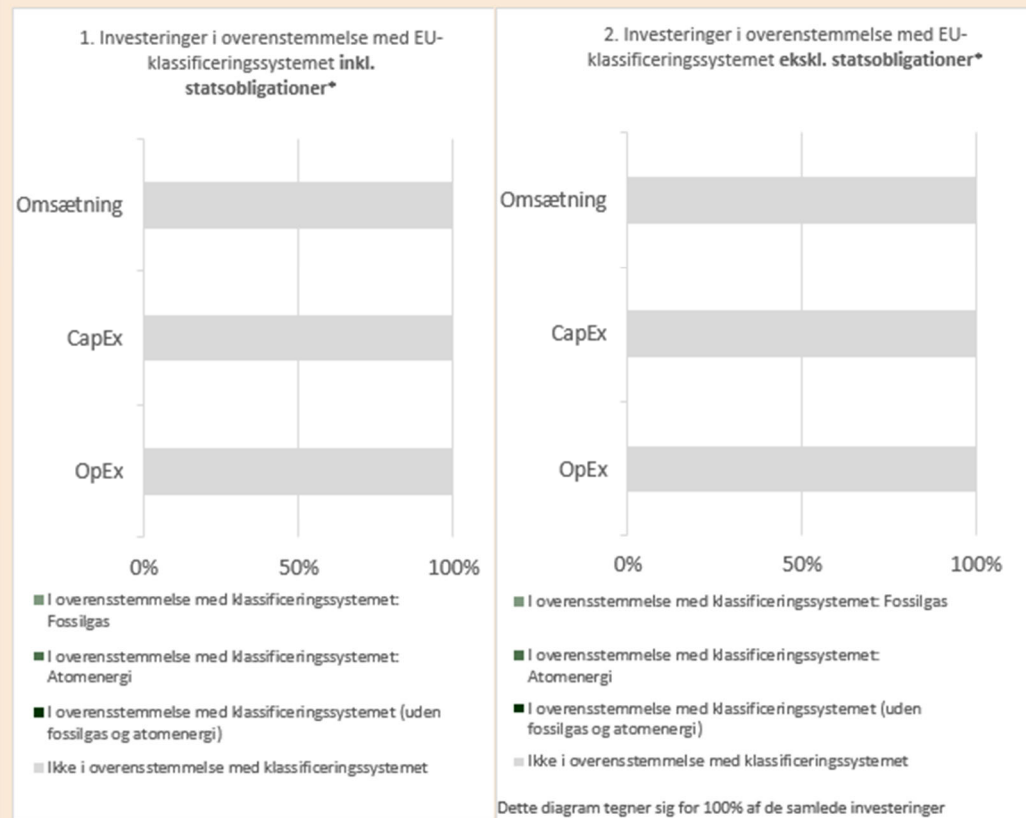 1. Investeringer i overenstemmelse med EU-
klassificeringssystemet inkl.
statsobligationer*
Omsætning
CapEx
OpEx
0% 50% 100%
I overensstemmelse med klassificeringssystemet:
Fossilgas
I overensstemmelse med klassificeringssystemet:
Atomenergi
I overensstemmelse med klassificeringssystemet (uden
fossilgas og atomenergi)
Ikke i overensstemmelse med klassificeringssystemet
2. Investeringer i overenstemmelse med EU-
klassificeringssystemet ekskl. statsobligationer*
Omsætning
CapEx
OpEx
0% 50% 100%
I overensstemmelse med klassificeringssystemet: Fossilgas
I overensstemmelse med klassificeringssystemet:
Atomenergi
I overensstemmelse med klassificeringssystemet (uden
fossilgas og atomenergi)
Ikke i overensstemmelse med klassificeringssystemet
Dette diagram tegner sig for 100% af de samlede investeringer